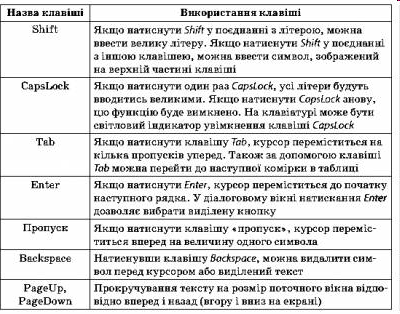 Назва клавіші Використання клавіші
Shift Якщо натиснути Shift у поєднанні з літерою, можна
ввести велику літеру. Якщо натиснути Shift у поєднанні
з іншою клавішею, можна ввести символ, зображений
на верхній частині клавіші
CapsLock Якщо натиснути один раз CapsLock, усі літери будуть
вводитись великими. Якщо натиснути CapsLock знову,
цю функцію буде вимкнено. На клавіатурі може бути
світловий індикатор увімкнення клавіші CapsLock
Tab Якщо натиснути клавішу Tab, курсор переміститься на
кілька пропусків уперед. Також за допомогою клавіші
Tab можна перейти до наступної комірки в таблиці
Enter Якщо натиснути Enter, курсор переміститься до початку
наступного рядка. У діалоговому вікні натискання Enter
дозволяє вибрати виділену кнопку
Пропуск Якщо натиснути клавішу «пропуск», курсор переміс-
титься вперед на величину одного символа
Backspace Натиснувши клавішу Backspace, можна видалити сим-
вол перед курсором або виділений текст
PageUp, Прокручування тексту на розмір поточного вікна відпо-
PageDown відно вперед і назад (вгору і вниз на екрані)